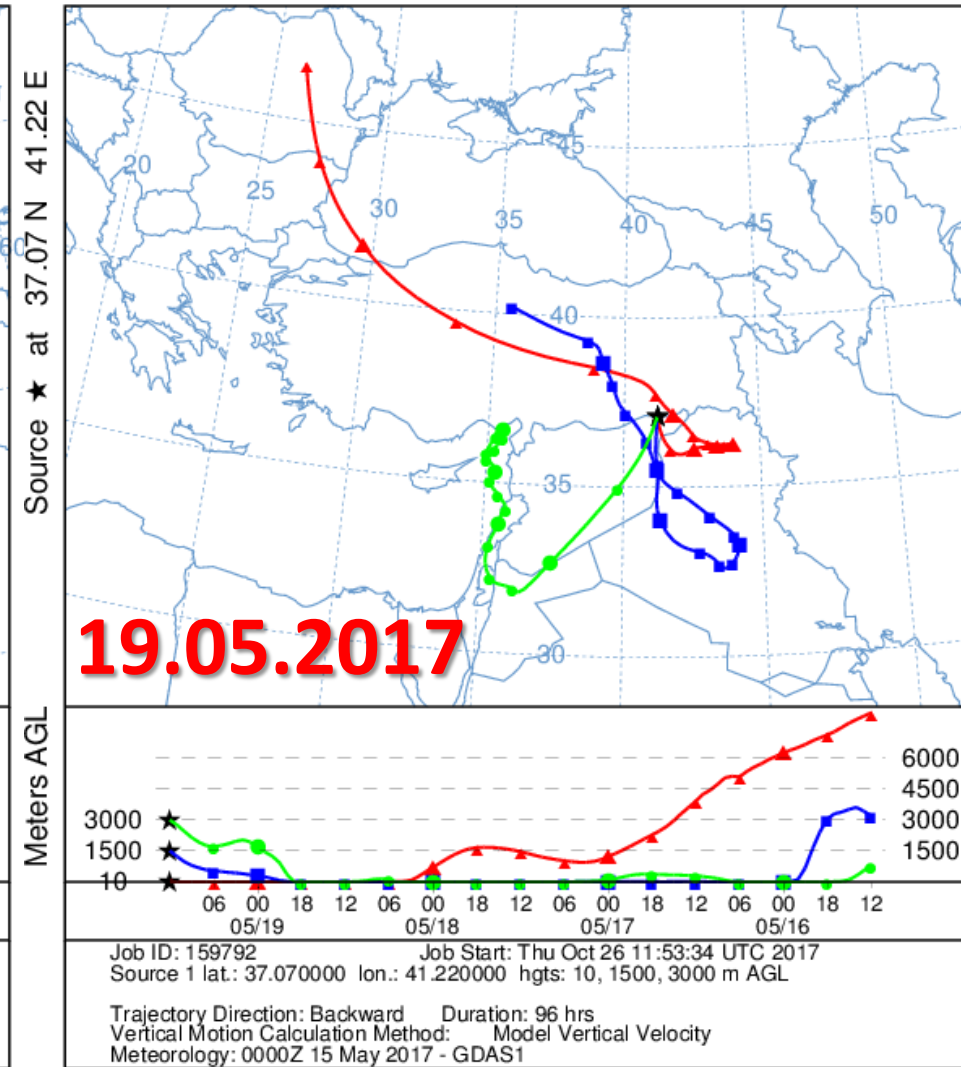 Source ★ at 37.07 N 41.22 E
45
20
25
30
35
40
45
50
40
35
30
19.05.2017
Meters AGL
6000
4500
3000 3000
1500 1500
10
06 00 18 12 06 00 18 12 06 00 18 12 06 00 18 12
05/19 05/18 05/17 05/16
Job ID: 159792 Job Start: Thu Oct 26 11:53:34 UTC 2017
Source 1 lat.: 37.070000 lon.: 41.220000 hgts: 10, 1500, 3000 m AGL
Trajectory Direction: Backward Duration: 96 hrs
Vertical Motion Calculation Method: Model Vertical Velocity
Meteorology: 0000Z 15 May 2017 - GDAS1